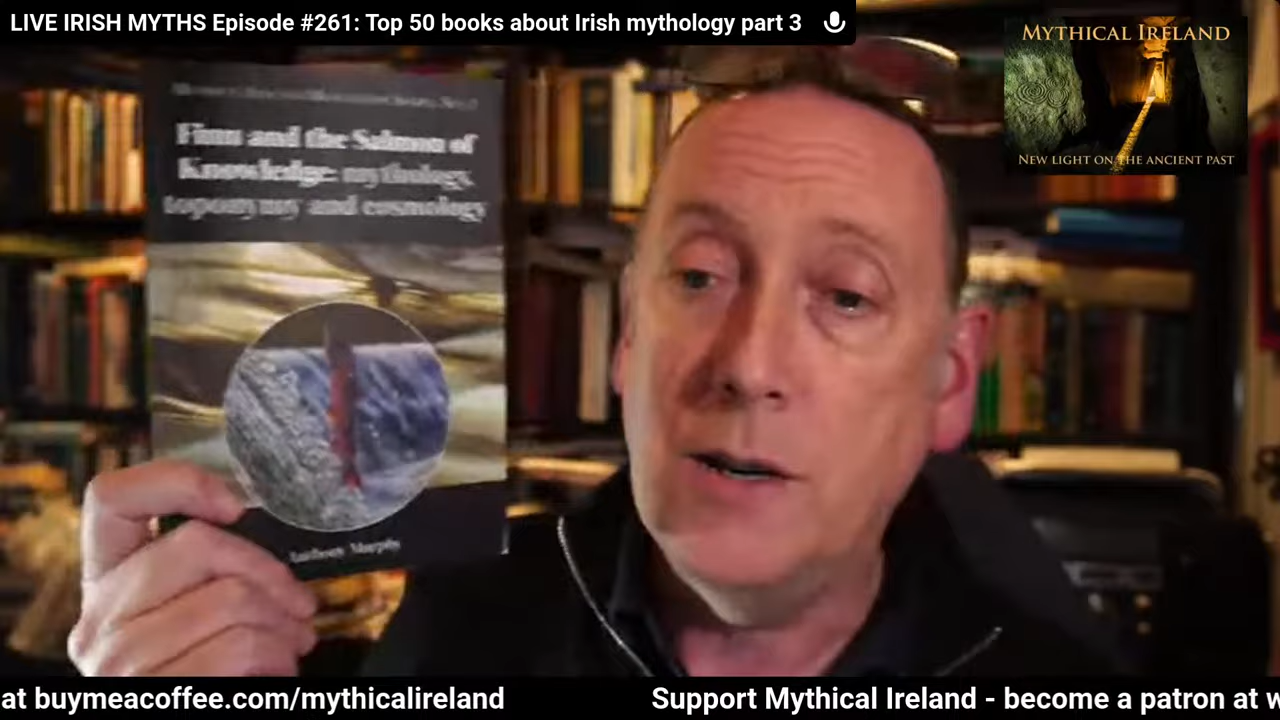 LIVE IRISH MYTHS Episode #261: Top 50 books about Irish mythology part 3
MYTHICAL IRELAND
NEW LIGHT ON THE ANCIENT PAST
Finn and the Salmon of
Knowledge: mythology,
toponymy and cosmology
Anthony Murphy
at buymeacoffee.com/mythicalireland
Support Mythical Ireland - become a patron at w